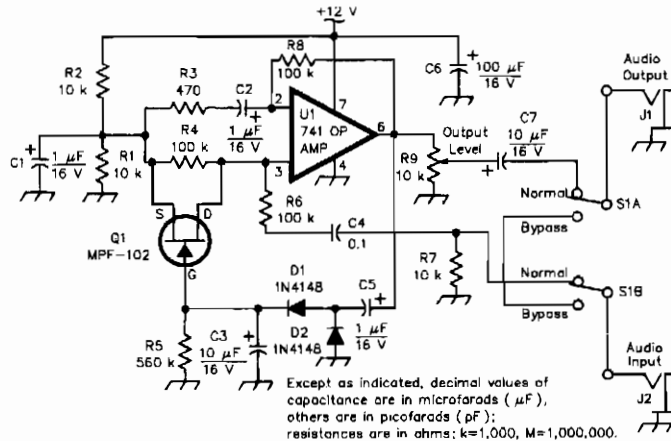 +12 V
R2
10 k
R3
470
C2
1 µF
16 V
R8
100 k
C6
100 µF
16 V
Audio
Output
J1
C1
1 µF
16 V
R1
10 k
R4
100 k
2
3
U1
741 OP
AMP
7
6
4
Output
Level
R9
10 k
C7
10 µF
16 V
Normal
Bypass
S1A
Q1
MPF-102
S
D
G
R6
100 k
C4
0.1
R7
10 k
Normal
Bypass
S1B
R5
560 k
C3
10 µF
16 V
D1
1N4148
D2
1N4148
C5
1 µF
16 V
Audio
Input
J2
Except as indicated, decimal values of
capacitance are in microfarads ( µF ),
others are in picofarads ( pF );
resistances are in ohms; k=1,000, M=1,000,000.